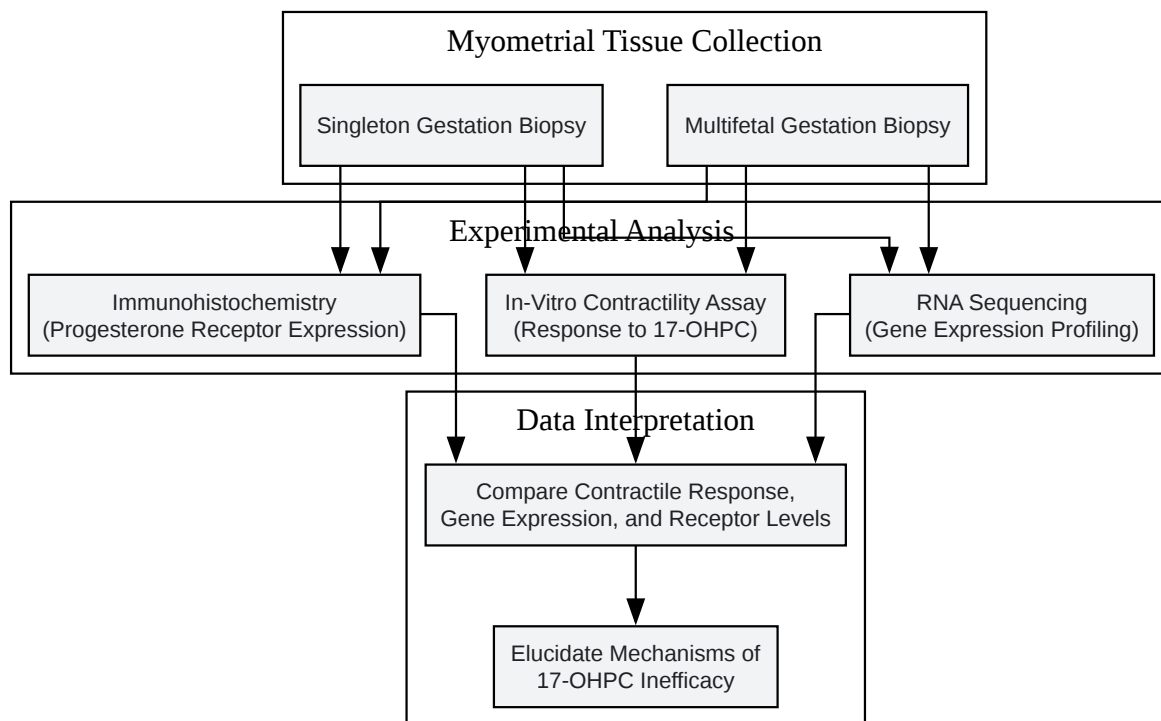 Myometrial Tissue Collection
Singleton Gestation Biopsy
Multifetal Gestation Biopsy
Experimental Analysis
Immunohistochemistry
(Progesterone Receptor Expression)
In-Vitro Contractility Assay
(Response to 17-OHPC)
RNA Sequencing
(Gene Expression Profiling)
Data Interpretation
Compare Contractile Response,
Gene Expression, and Receptor Levels
Elucidate Mechanisms of
17-OHPC Inefficacy